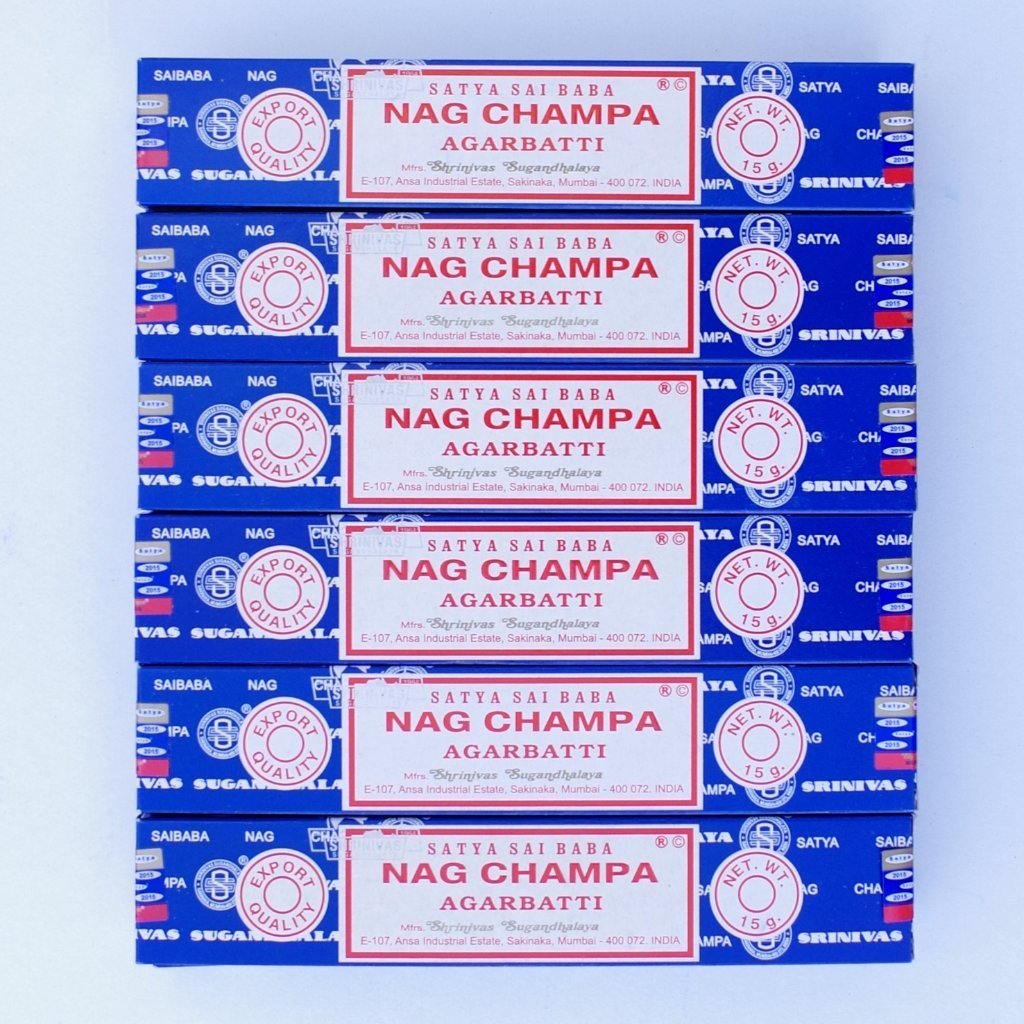 SAIBABA NAG
EXPORT QUALITY
SATYA SAI BABA ® ©
NAG CHAMPA
AGARBATTI
Mfrs. Shrinivas Sugandhalaya
E-107, Ansa Industrial Estate, Sakinaka, Mumbai - 400 072. INDIA
NET. WT. 15 g.
SATYA
SRINIVAS
2015
SAIBABA NAG
EXPORT QUALITY
SATYA SAI BABA ® ©
NAG CHAMPA
AGARBATTI
Mfrs. Shrinivas Sugandhalaya
E-107, Ansa Industrial Estate, Sakinaka, Mumbai - 400 072. INDIA
NET. WT. 15 g.
SATYA
SRINIVAS
2015
SAIBABA NAG
EXPORT QUALITY
SATYA SAI BABA ® ©
NAG CHAMPA
AGARBATTI
Mfrs. Shrinivas Sugandhalaya
E-107, Ansa Industrial Estate, Sakinaka, Mumbai - 400 072. INDIA
NET. WT. 15 g.
SATYA
SRINIVAS
2015
SAIBABA NAG
EXPORT QUALITY
SATYA SAI BABA ® ©
NAG CHAMPA
AGARBATTI
Mfrs. Shrinivas Sugandhalaya
E-107, Ansa Industrial Estate, Sakinaka, Mumbai - 400 072. INDIA
NET. WT. 15 g.
SATYA
SRINIVAS
2015
SAIBABA NAG
EXPORT QUALITY
SATYA SAI BABA ® ©
NAG CHAMPA
AGARBATTI
Mfrs. Shrinivas Sugandhalaya
E-107, Ansa Industrial Estate, Sakinaka, Mumbai - 400 072. INDIA
NET. WT. 15 g.
SATYA
SRINIVAS
2015
SAIBABA NAG
EXPORT QUALITY
SATYA SAI BABA ® ©
NAG CHAMPA
AGARBATTI
Mfrs. Shrinivas Sugandhalaya
E-107, Ansa Industrial Estate, Sakinaka, Mumbai - 400 072. INDIA
NET. WT. 15 g.
SATYA
SRINIVAS
2015